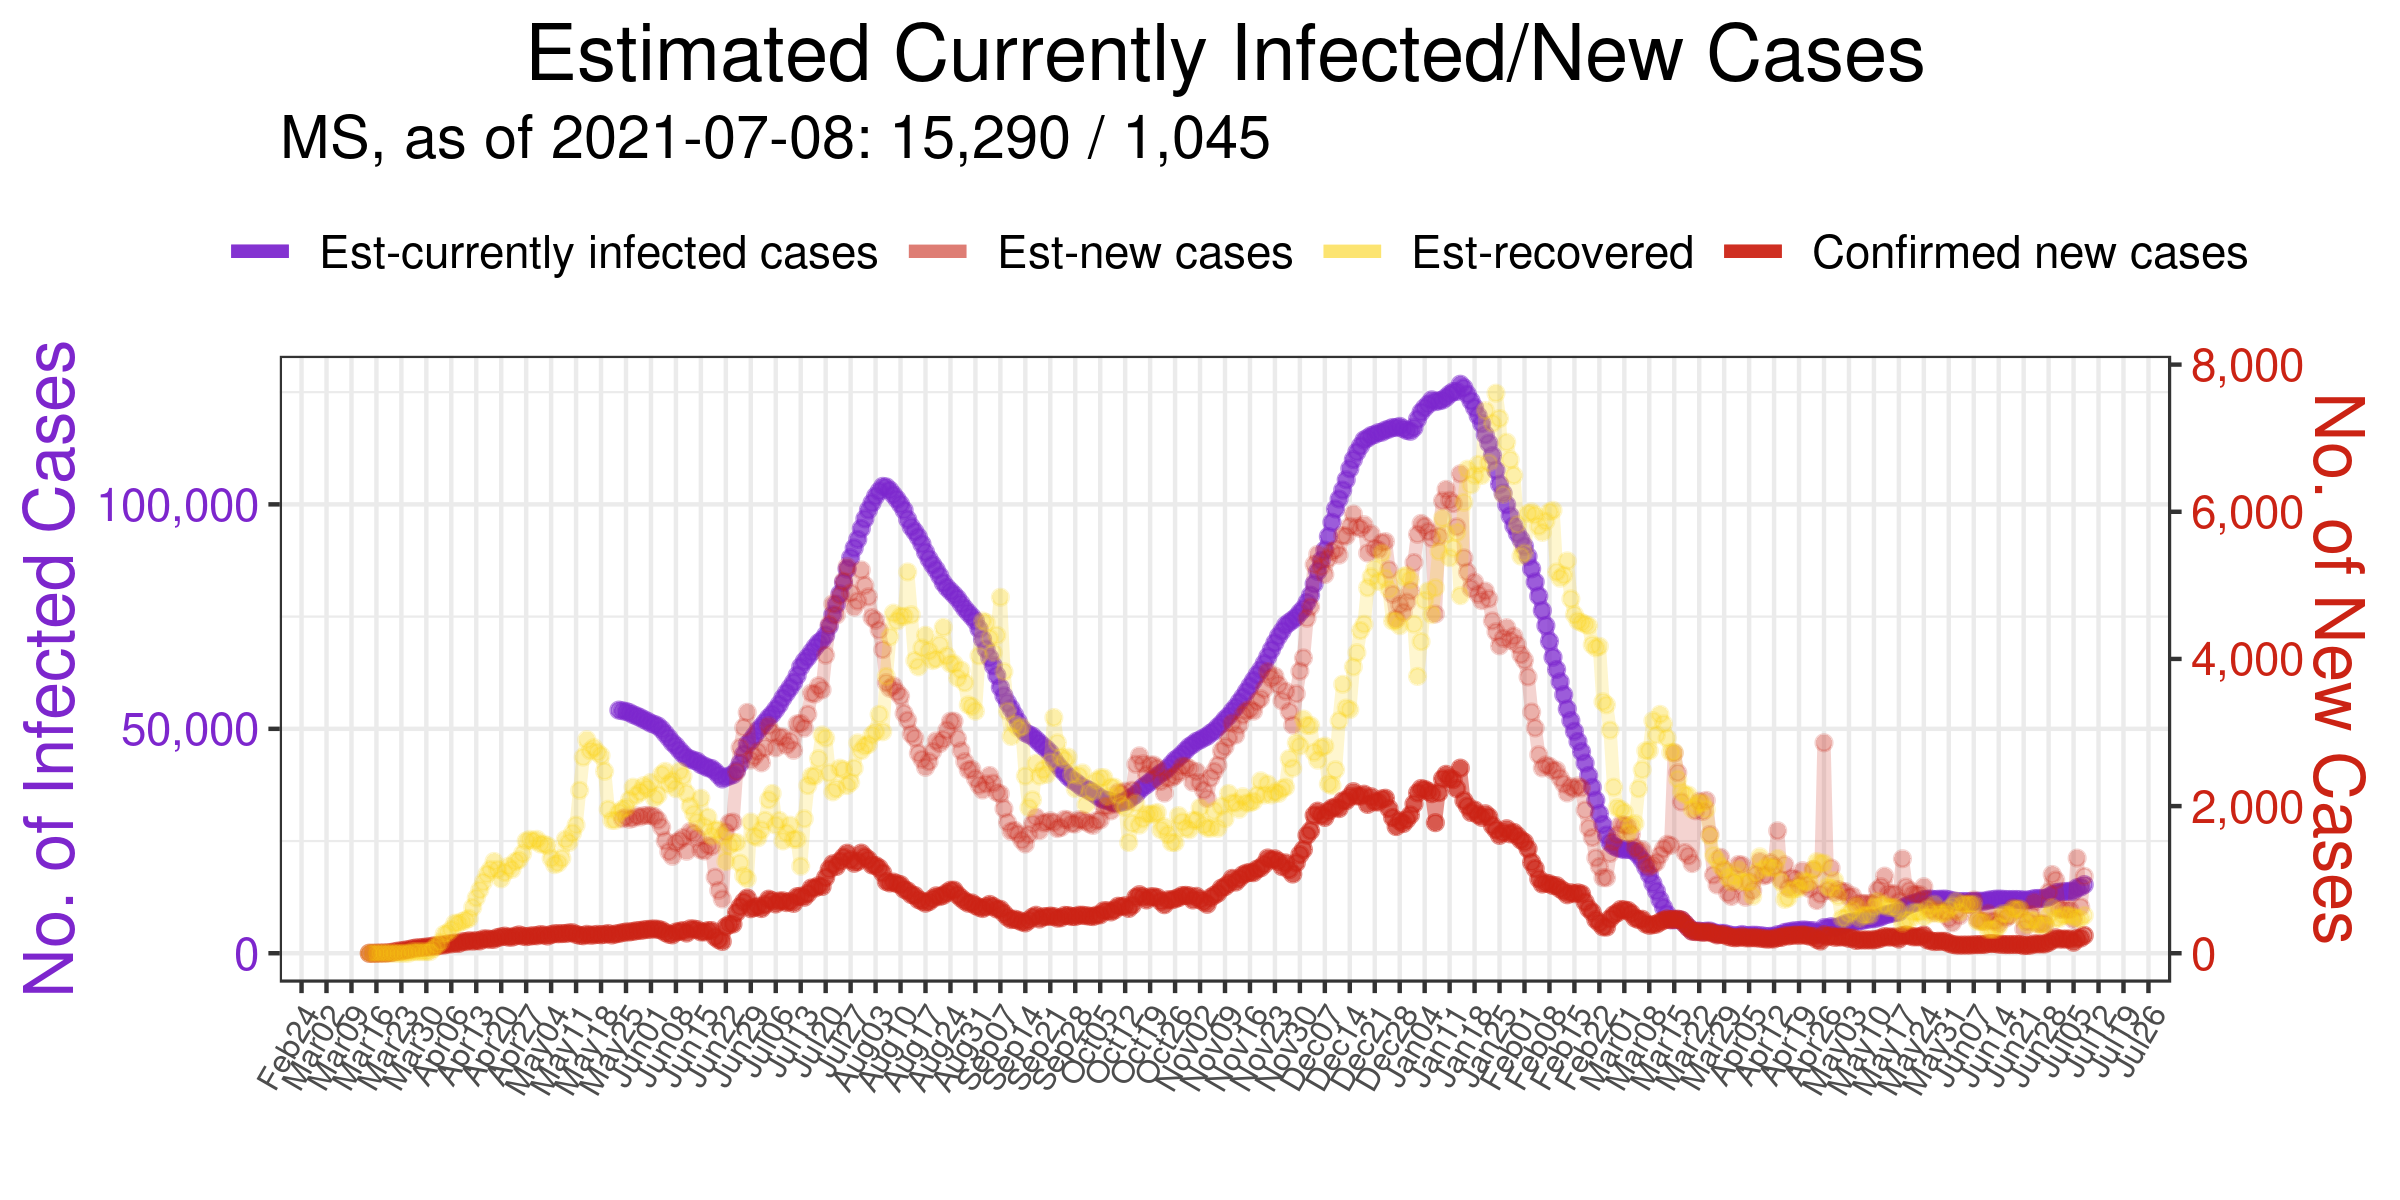 Estimated Currently Infected/New Cases
MS, as of 2021-07-08: 15,290 / 1,045
Est-currently infected cases Est-new cases Est-recovered Confirmed new cases
No. of Infected Cases
100,000
50,000
0
8,000
6,000
4,000
2,000
0
No. of New Cases
Feb24
Mar02
Mar09
Mar16
Mar23
Mar30
Apr06
Apr13
Apr20
Apr27
May04
May11
May18
May25
Jun01
Jun08
Jun15
Jun22
Jun29
Jul06
Jul13
Jul20
Jul27
Aug03
Aug10
Aug17
Aug24
Aug31
Sep07
Sep14
Sep21
Sep28
Oct05
Oct12
Oct19
Oct26
Nov02
Nov09
Nov16
Nov23
Nov30
Dec07
Dec14
Dec21
Dec28
Jan04
Jan11
Jan18
Jan25
Feb01
Feb08
Feb15
Feb22
Mar01
Mar08
Mar15
Mar22
Mar29
Apr05
Apr12
Apr19
Apr26
May03
May10
May17
May24
May31
Jun07
Jun14
Jun21
Jun28
Jul05
Jul12
Jul19
Jul26